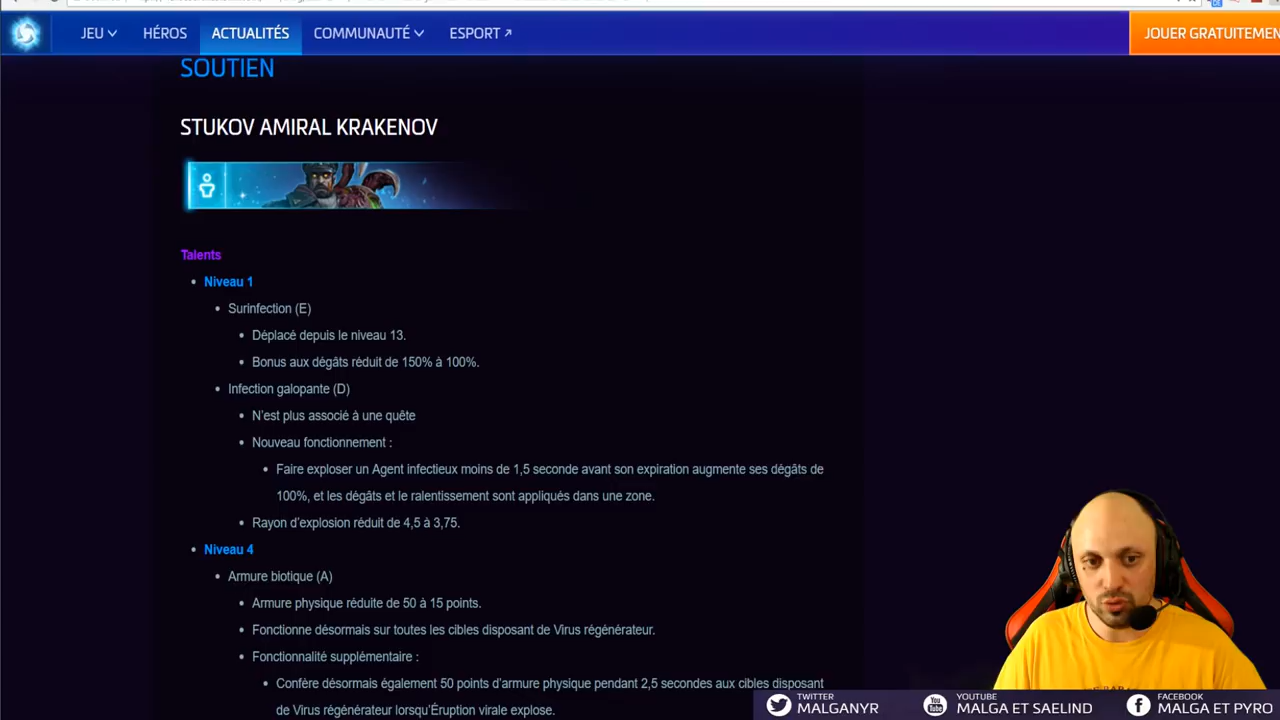 JEU
HÉROS
ACTUALITÉS
COMMUNAUTÉ
ESPORT
JOUER GRATUITEMEN
SOUTIEN
STUKOV AMIRAL KRAKENOV
Talents
Niveau 1
Surinfection (E)
Déplacé depuis le niveau 13.
Bonus aux dégâts réduit de 150% à 100%.
Infection galopante (D)
N'est plus associé à une quête
Nouveau fonctionnement :
Faire exploser un Agent infectieux moins de 1,5 seconde avant son expiration augmente ses dégâts de
100%, et les dégâts et le ralentissement sont appliqués dans une zone.
Rayon d'explosion réduit de 4,5 à 3,75.
Niveau 4
Armure biotique (A)
Armure physique réduite de 50 à 15 points.
Fonctionne désormais sur toutes les cibles disposant de Virus régénérateur.
Fonctionnalité supplémentaire :
Confère désormais également 50 points d'armure physique pendant 2,5 secondes aux cibles disposant
de Virus régénérateur lorsqu'Éruption virale explose.
TWITTER
MALGANYR
YOUTUBE
MALGA ET SAELIND
FACEBOOK
MALGA ET PYRO